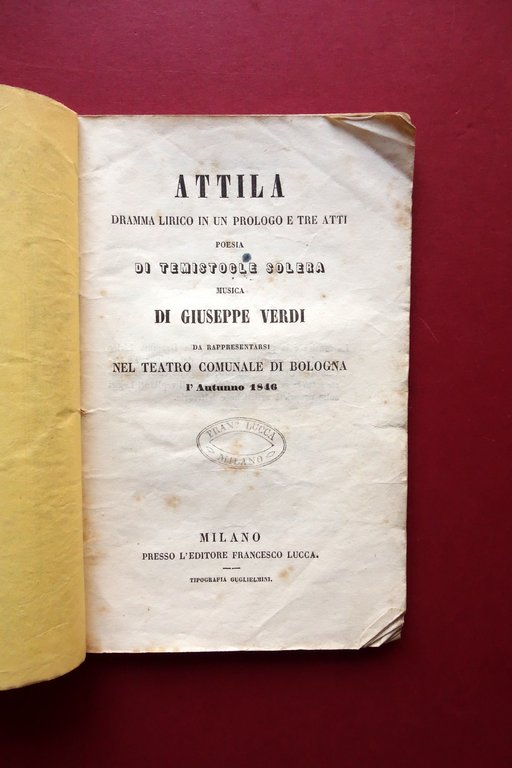 ATTILA
DRAMMA LIRICO IN UN PROLOGO E TRE ATTI
POESIA
DI TEMISTOCLE SOLERA
MUSICA
DI GIUSEPPE VERDI
DA RAPPRESENTARSI
NEL TEATRO COMUNALE DI BOLOGNA
l' Autunno 1846
FRAN. LUCCA
MILANO
MILANO
PRESSO L'EDITORE FRANCESCO LUCCA.
TIPOGRAFIA GUGLIELMINI.